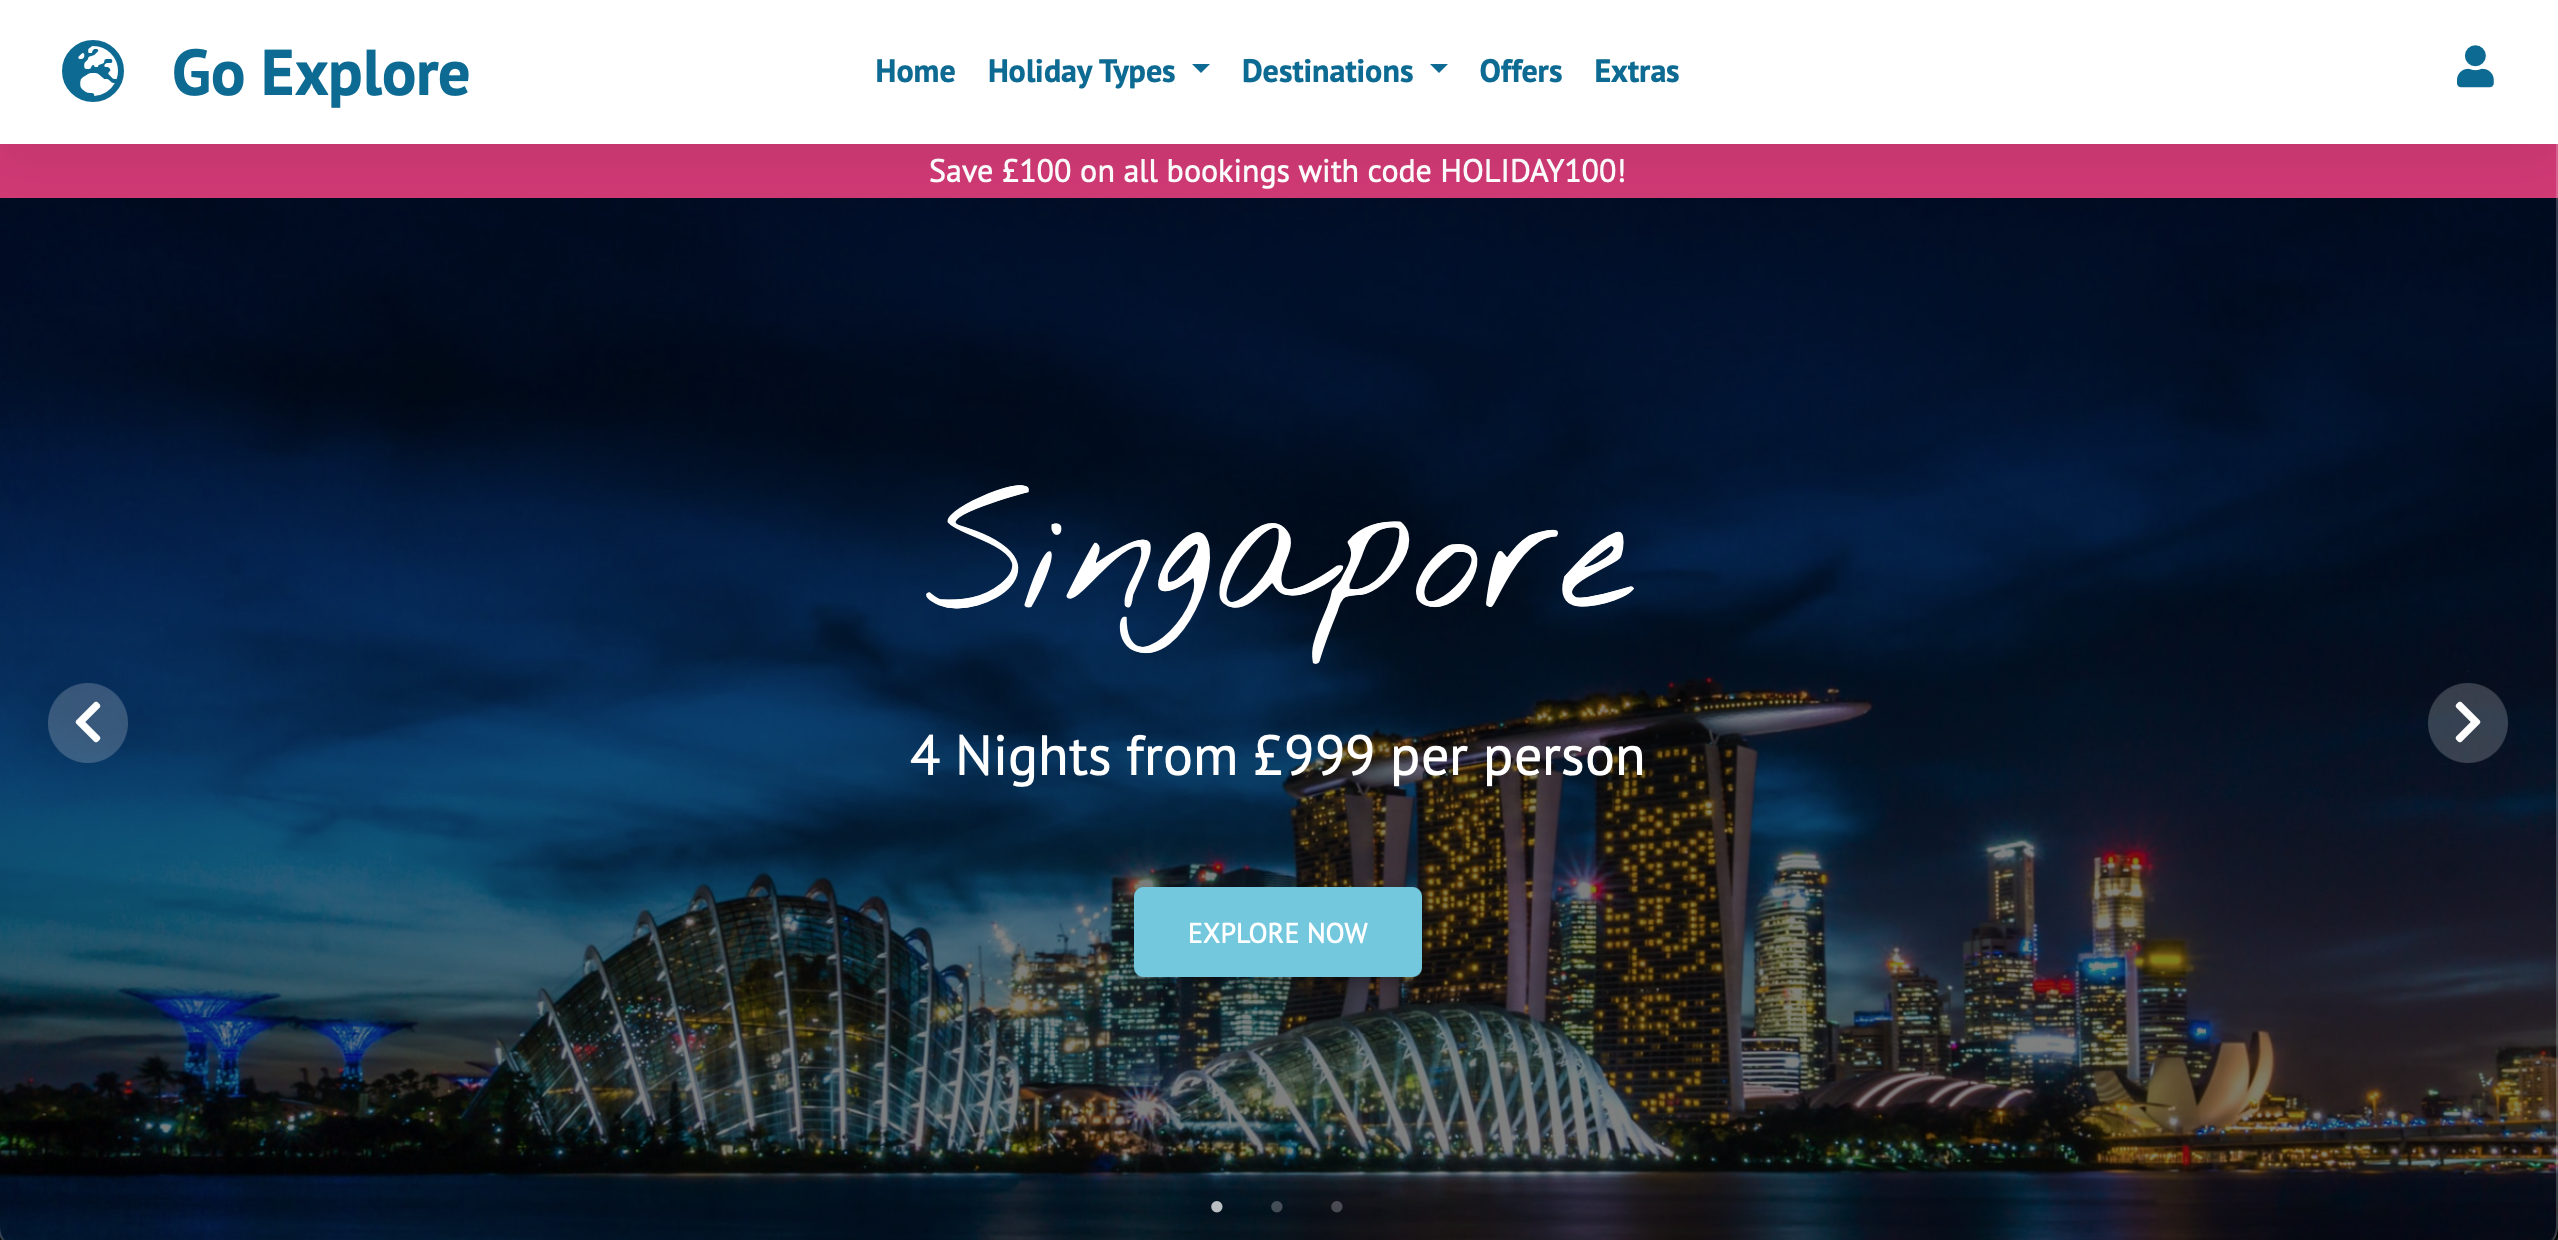 Go Explore
Home Holiday Types Destinations Offers Extras
Save £100 on all bookings with code HOLIDAY100!
Singapore
4 Nights from £999 per person
EXPLORE NOW